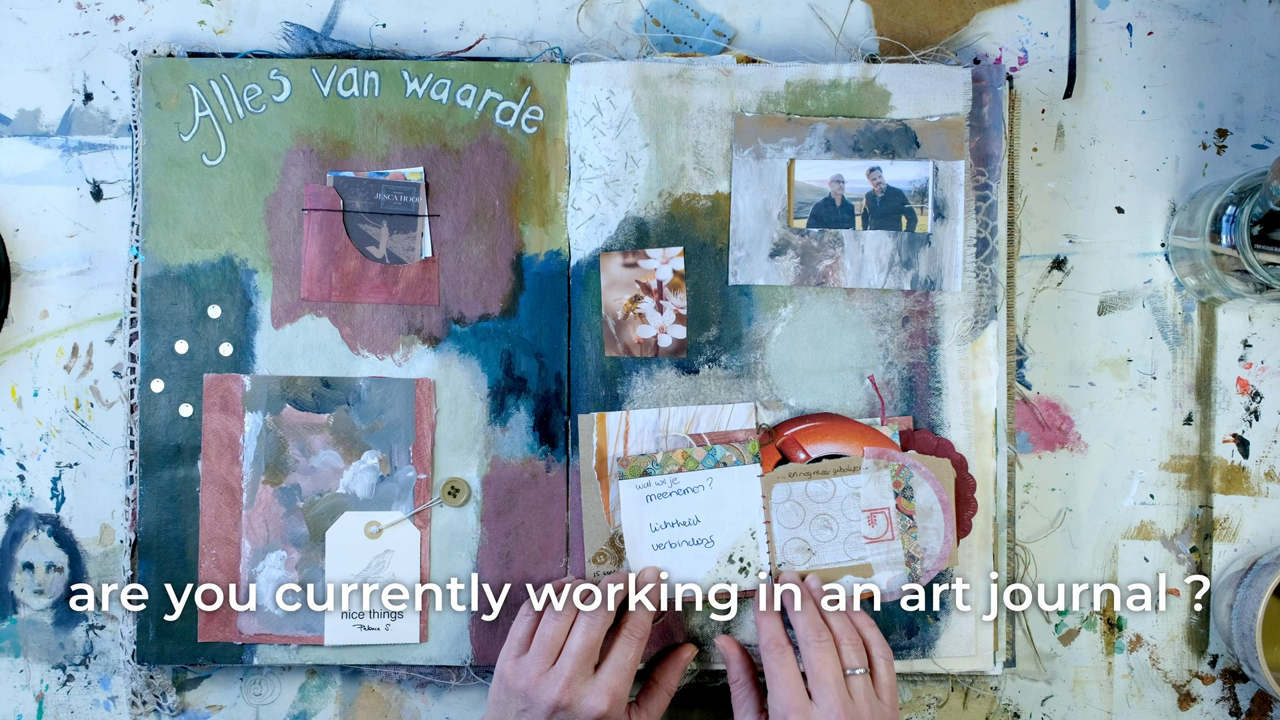 Alles van waarde
JESCA HOOP
wat wil je
meenemen?
lichtheid
verbinding
nice things
are you currently working in an art journal ?